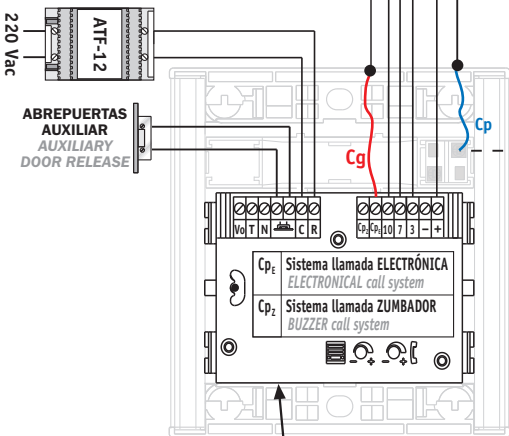 220 Vac
ATF-12
ABREPUERTAS
AUXILIAR
AUXILIARY
DOOR RELEASE
Cg
Cp
Vo T N C R
CpZ CpE 10 7 3 − +
CpE Sistema llamada ELECTRÓNICA
ELECTRONICAL call system
CpZ Sistema llamada ZUMBADOR
BUZZER call system
− + − +